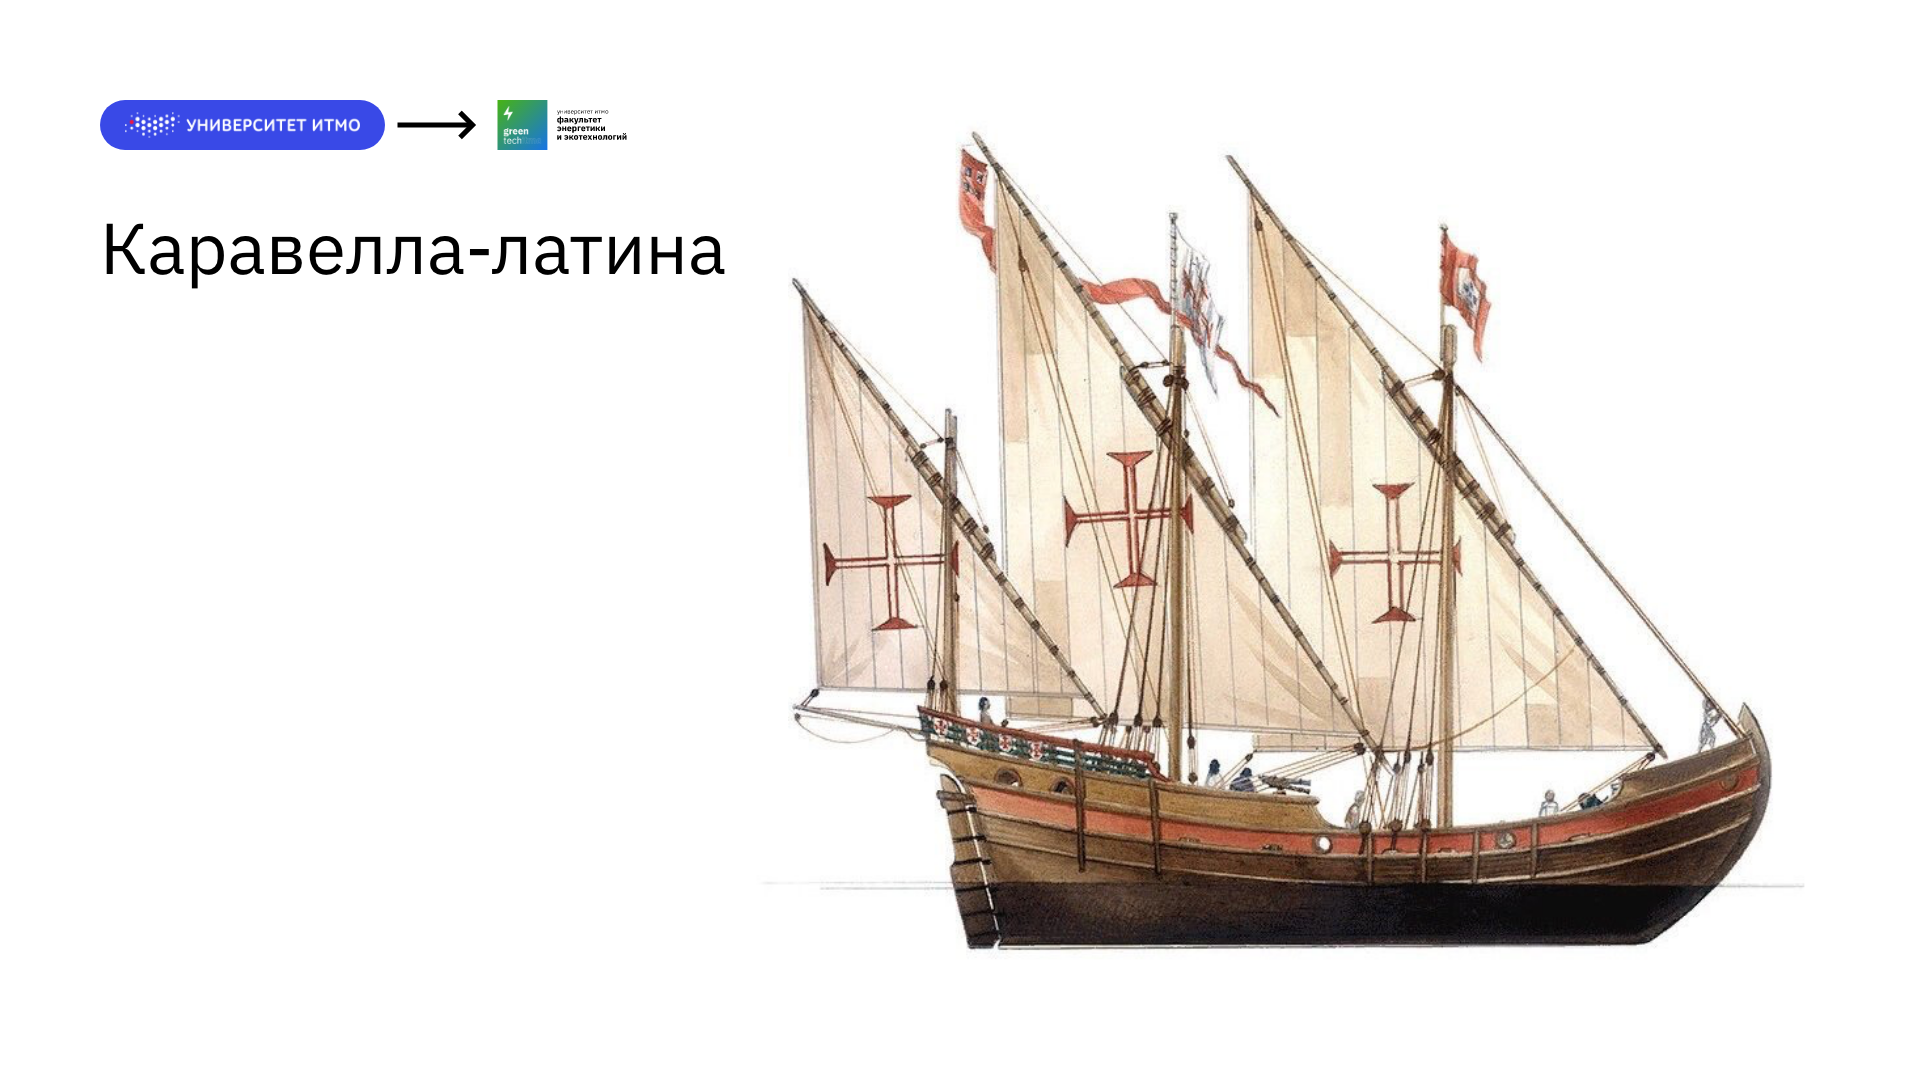 УНИВЕРСИТЕТ ИТМО
green
tech
университет итмо
факультет
энергетики
и экотехнологий
Каравелла-латина